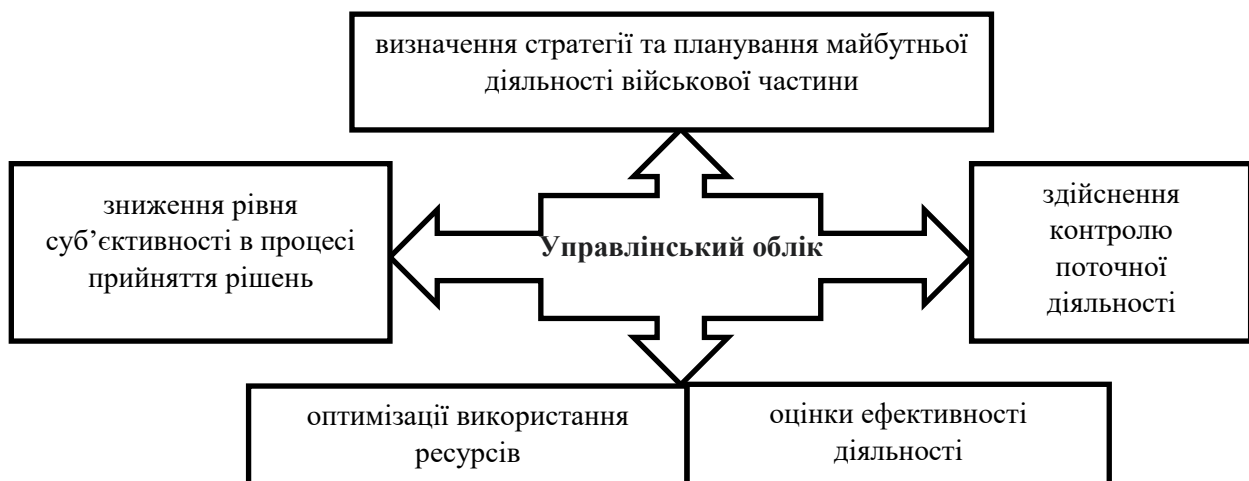 визначення стратегії та планування майбутньої
діяльності військової частини
зниження рівня
суб’єктивності в процесі
прийняття рішень
Управлінський облік
здійснення
контролю
поточної
діяльності
оптимізації використання
ресурсів
оцінки ефективності
діяльності